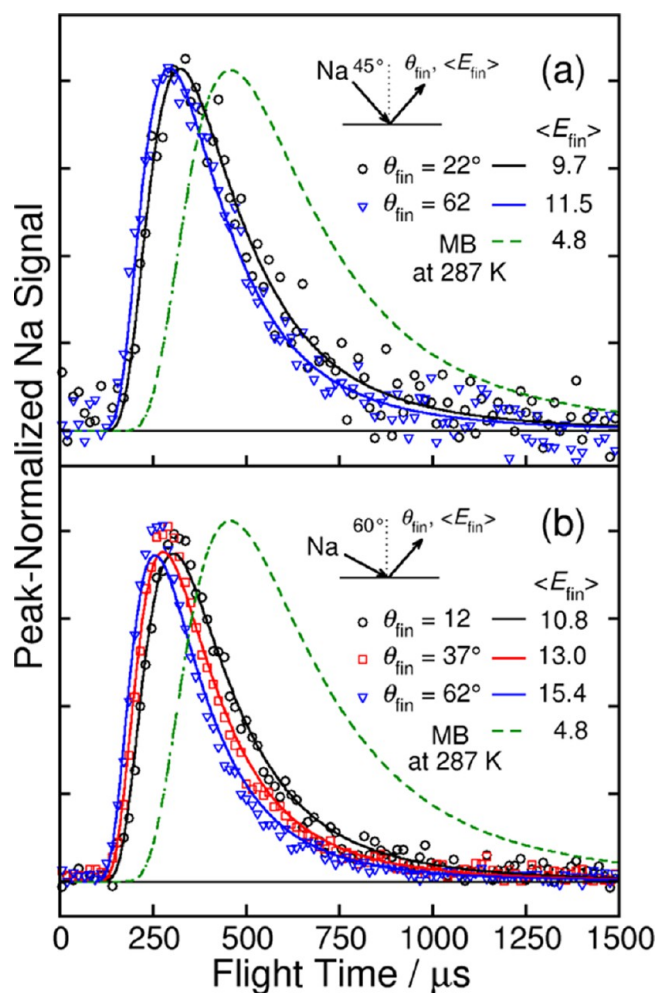 Peak-Normalized Na Signal
(a)
Na 45° θfin, <Efin>
<Efin>
θfin = 22° 9.7
θfin = 62 11.5
MB 4.8
at 287 K
(b)
Na 60° θfin, <Efin>
<Efin>
θfin = 12 10.8
θfin = 37° 13.0
θfin = 62° 15.4
MB 4.8
at 287 K
0 250 500 750 1000 1250 1500
Flight Time / μs